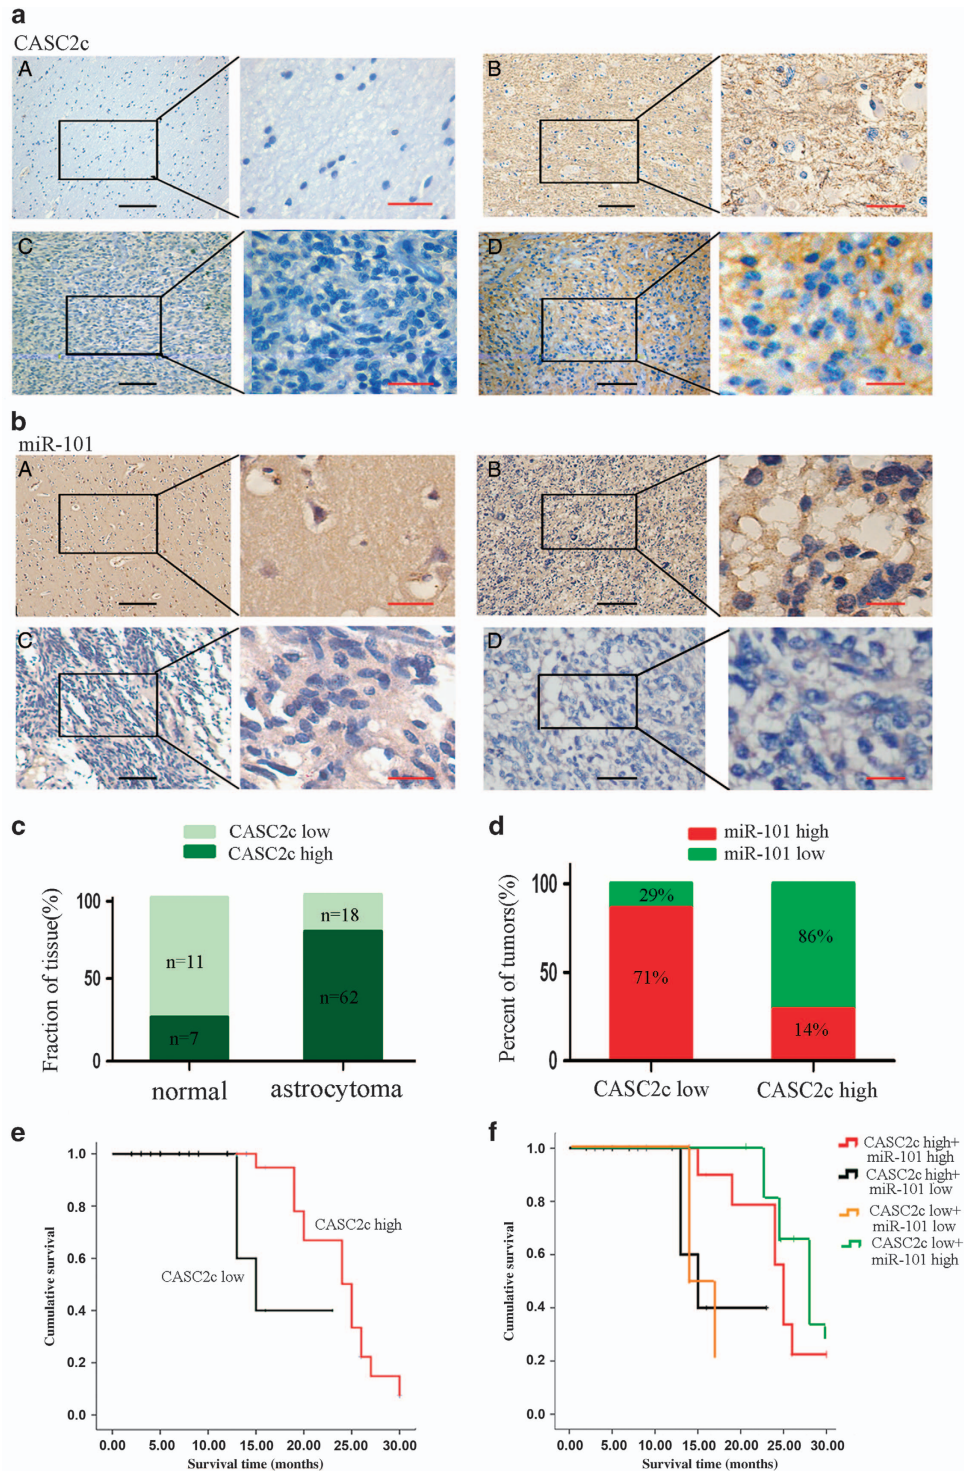 a
CASC2c
A
B
C
D
b
miR-101
A
B
C
D
c
CASC2c low
CASC2c high
Fraction of tissue(%)
100
50
0
n=11
n=7
n=18
n=62
normal
astrocytoma
d
miR-101 high
miR-101 low
Percent of tumors(%)
100
50
0
29%
71%
86%
14%
CASC2c low
CASC2c high
e
Cumulative survival
1.0
0.8
0.6
0.4
0.2
0.0
CASC2c high
CASC2c low
0.00 5.00 10.00 15.00 20.00 25.00 30.00
Survival time (months)
f
Cumulative survival
1.0
0.8
0.6
0.4
0.2
0.0
0.00 5.00 10.00 15.00 20.00 25.00 30.00
Survival time (months)
CASC2c high+
miR-101 high
CASC2c high+
miR-101 low
CASC2c low+
miR-101 low
CASC2c low+
miR-101 high